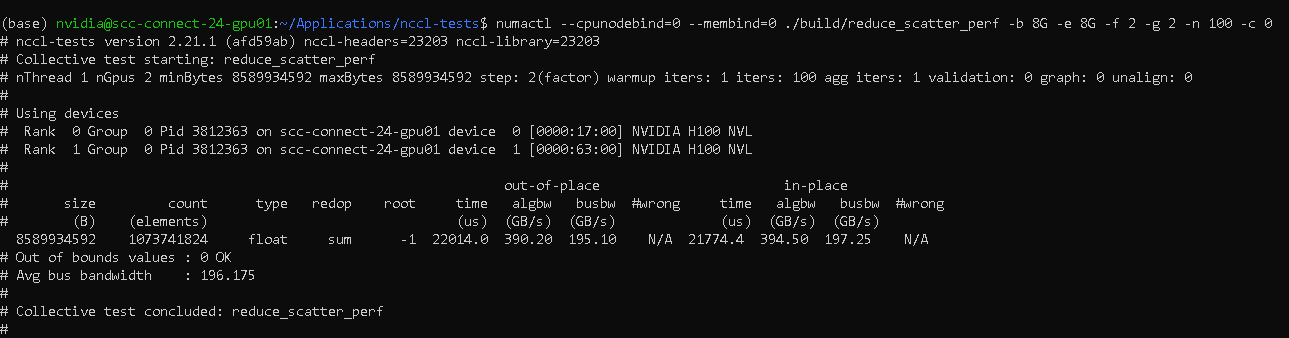 (base) nvidia@scc-connect-24-gpu01:~/Applications/nccl-tests$ numactl --cpunodebind=0 --membind=0 ./build/reduce_scatter_perf -b 8G -e 8G -f 2 -g 2 -n 100 -c 0
# nccl-tests version 2.21.1 (afd59ab) nccl-headers=23203 nccl-library=23203
# Collective test starting: reduce_scatter_perf
# nThread 1 nGpus 2 minBytes 8589934592 maxBytes 8589934592 step: 2(factor) warmup iters: 1 iters: 100 agg iters: 1 validation: 0 graph: 0 unalign: 0
#
# Using devices
#  Rank  0 Group  0 Pid 3812363 on scc-connect-24-gpu01 device  0 [0000:17:00] NVIDIA H100 NVL
#  Rank  1 Group  0 Pid 3812363 on scc-connect-24-gpu01 device  1 [0000:63:00] NVIDIA H100 NVL
#
#                                                              out-of-place                       in-place
#       size         count      type   redop    root     time   algbw   busbw  #wrong     time   algbw   busbw  #wrong
#        (B)    (elements)                               (us)  (GB/s)  (GB/s)             (us)  (GB/s)  (GB/s)
  8589934592    1073741824     float     sum      -1  22014.0  390.20  195.10    N/A  21774.4  394.50  197.25    N/A
# Out of bounds values : 0 OK
# Avg bus bandwidth    : 196.175
#
# Collective test concluded: reduce_scatter_perf
#